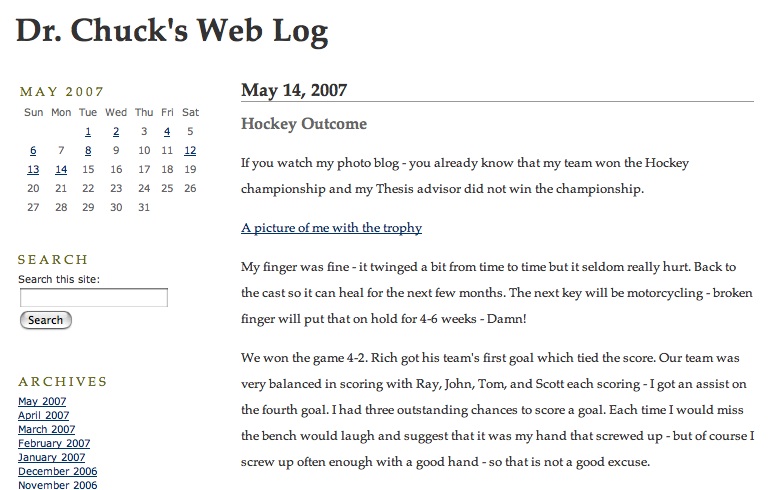 Dr. Chuck's Web Log
MAY 2007
Sun Mon Tue Wed Thu Fri Sat
1 2 3 4 5
6 7 8 9 10 11 12
13 14 15 16 17 18 19
20 21 22 23 24 25 26
27 28 29 30 31
SEARCH
Search this site:
Search
ARCHIVES
May 2007
April 2007
March 2007
February 2007
January 2007
December 2006
November 2006
May 14, 2007
Hockey Outcome
If you watch my photo blog - you already know that my team won the Hockey
championship and my Thesis advisor did not win the championship.
A picture of me with the trophy
My finger was fine - it twinged a bit from time to time but it seldom really hurt. Back to
the cast so it can heal for the next few months. The next key will be motorcycling - broken
finger will put that on hold for 4-6 weeks - Damn!
We won the game 4-2. Rich got his team's first goal which tied the score. Our team was
very balanced in scoring with Ray, John, Tom, and Scott each scoring - I got an assist on
the fourth goal. I had three outstanding chances to score a goal. Each time I would miss
the bench would laugh and suggest that it was my hand that screwed up - but of course I
screw up often enough with a good hand - so that is not a good excuse.